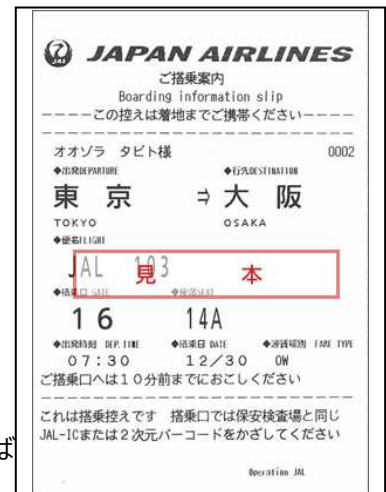 JAL JAPAN AIRLINES
ご搭乗案内
Boarding information slip
----この控えは着地までご携帯ください----
オオゾラ タビト様 0002
◆出発DEPARTURE ◆行先DESTINATION
東京 ⇒ 大阪
TOKYO OSAKA
◆便名FLIGHT
JAL 103
見本
◆搭乗口 GATE ◆座席SEAT
16 14A
◆出発時刻 DEP. TIME ◆搭乗日 DATE ◆運賃種別 FARE TYPE
07:30 12/30 OW
ご搭乗口へは10分前までにおこしください
これは搭乗控えです 搭乗口では保安検査場と同じ
JAL-ICまたは2次元バーコードをかざしてください
ば
Operation JAL